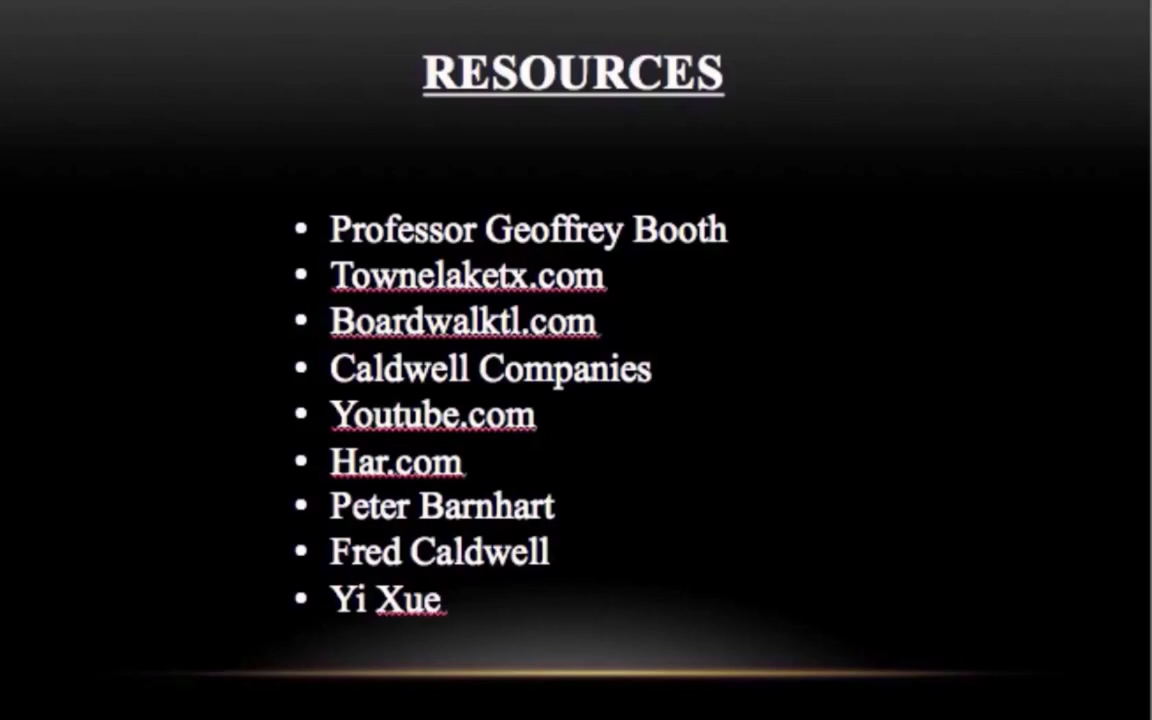 RESOURCES
• Professor Geoffrey Booth
• Townelaketx.com
• Boardwalktl.com
• Caldwell Companies
• Youtube.com
• Har.com
• Peter Barnhart
• Fred Caldwell
• Yi Xue